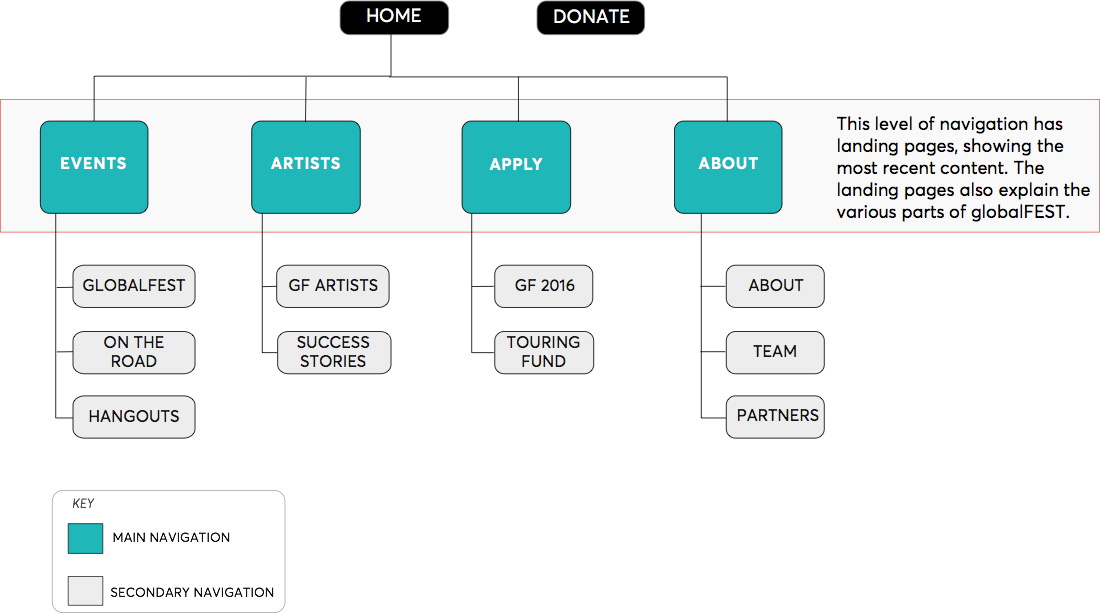 HOME
DONATE
EVENTS
ARTISTS
APPLY
ABOUT
This level of navigation has
landing pages, showing the
most recent content. The
landing pages also explain the
various parts of globalFEST.
GLOBALFEST
ON THE
ROAD
HANGOUTS
GF ARTISTS
SUCCESS
STORIES
GF 2016
TOURING
FUND
ABOUT
TEAM
PARTNERS
KEY
MAIN NAVIGATION
SECONDARY NAVIGATION